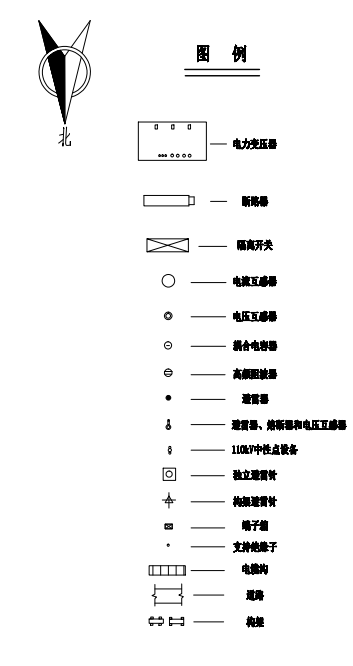 图 例
北
电力变压器
断路器
隔离开关
电流互感器
电压互感器
耦合电容器
高频阻波器
避雷器
避雷器、熔断器和电压互感器
110kV中性点设备
独立避雷针
构架避雷针
端子箱
支持绝缘子
电缆沟
道路
构架